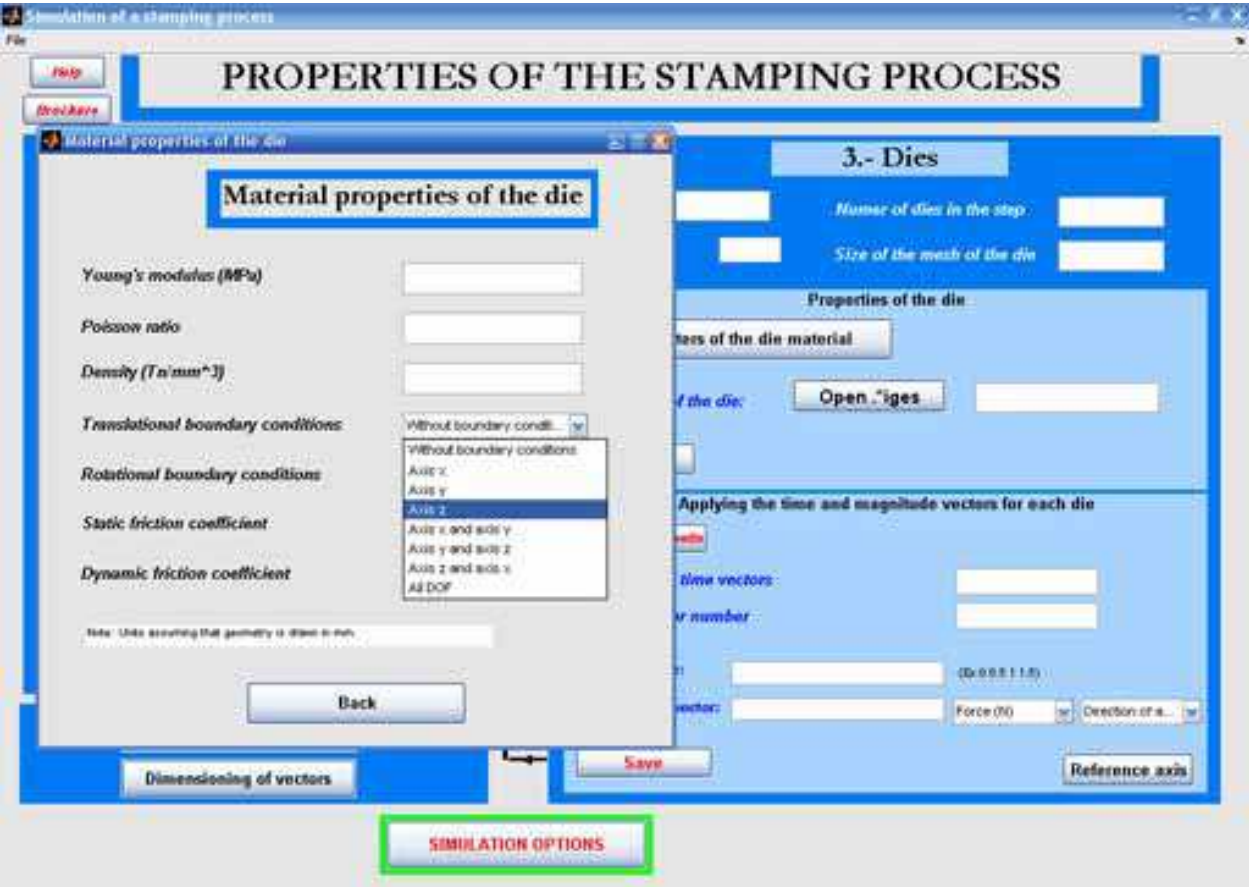 Simulation of a stamping process
File
Help
PROPERTIES OF THE STAMPING PROCESS
Brochure
Material properties of the die
Material properties of the die
Young's modulus (MPa)
Poisson ratio
Density (Tn/mm^3)
Translational boundary conditions
Without boundary conditi...
Without boundary conditions
Axis x
Axis y
Axis z
Axis x and axis y
Axis y and axis z
Axis z and axis x
All DOF
Rotational boundary conditions
Static friction coefficient
Dynamic friction coefficient
Note: Units assuming that geometry is drawn in mm
Back
3.- Dies
Numer of dies in the step
Size of the mesh of the die
Properties of the die
ters of the die material
f the die:
Open .*iges
Applying the time and magnitude vectors for each die
time vectors
r number
vector:
Force (N)
Direction of a...
Save
Reference axis
Dimensioning of vectors
SIMULATION OPTIONS